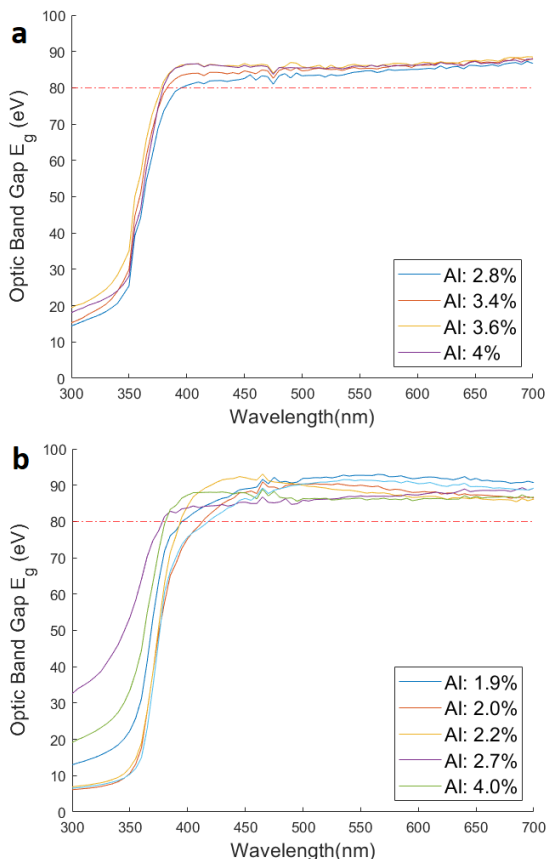 a
100
90
80
70
60
50
40
30
20
10
0
Optic Band Gap E_g (eV)
300 350 400 450 500 550 600 650 700
Wavelength(nm)
Al: 2.8%
Al: 3.4%
Al: 3.6%
Al: 4%
b
100
90
80
70
60
50
40
30
20
10
0
Optic Band Gap E_g (eV)
300 350 400 450 500 550 600 650 700
Wavelength(nm)
Al: 1.9%
Al: 2.0%
Al: 2.2%
Al: 2.7%
Al: 4.0%